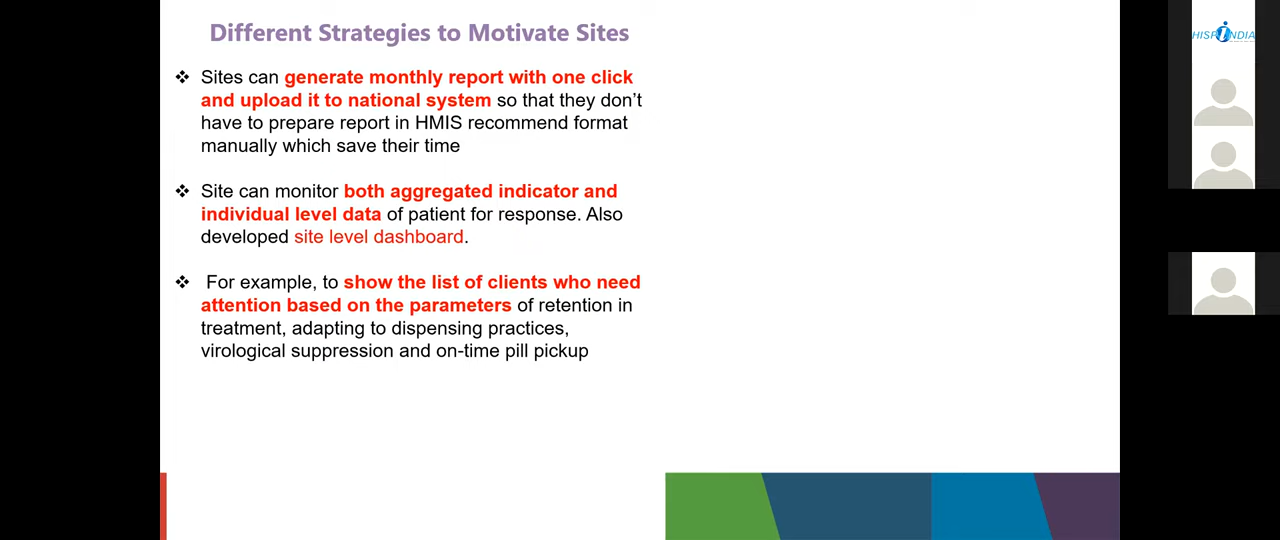 Different Strategies to Motivate Sites
❖ Sites can generate monthly report with one click
and upload it to national system so that they don't
have to prepare report in HMIS recommend format
manually which save their time
❖ Site can monitor both aggregated indicator and
individual level data of patient for response. Also
developed site level dashboard.
❖ For example, to show the list of clients who need
attention based on the parameters of retention in
treatment, adapting to dispensing practices,
virological suppression and on-time pill pickup
HISP INDIA